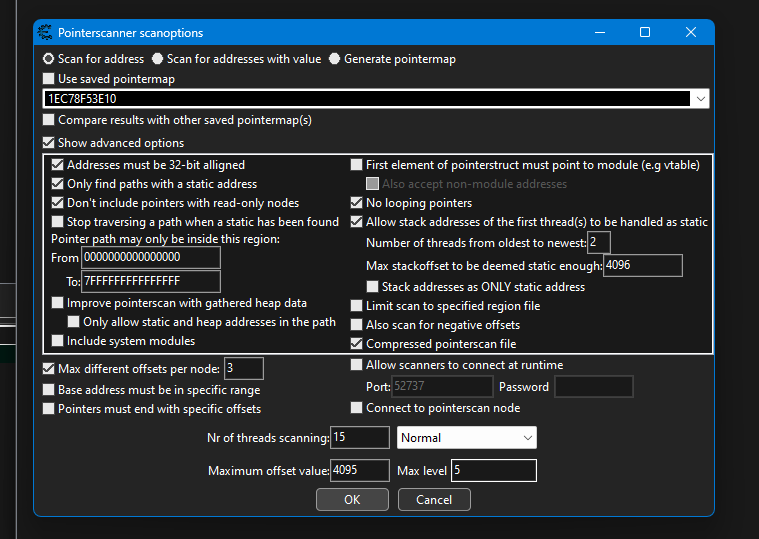 Pointerscanner scanoptions
Scan for address Scan for addresses with value Generate pointermap
Use saved pointermap
1EC78F53E10
Compare results with other saved pointermap(s)
Show advanced options
Addresses must be 32-bit alligned
Only find paths with a static address
Don't include pointers with read-only nodes
Stop traversing a path when a static has been found
Pointer path may only be inside this region:
From 0000000000000000
To: 7FFFFFFFFFFFFFFF
Improve pointerscan with gathered heap data
Only allow static and heap addresses in the path
Include system modules
First element of pointerstruct must point to module (e.g vtable)
Also accept non-module addresses
No looping pointers
Allow stack addresses of the first thread(s) to be handled as static
Number of threads from oldest to newest: 2
Max stackoffset to be deemed static enough: 4096
Stack addresses as ONLY static address
Limit scan to specified region file
Also scan for negative offsets
Compressed pointerscan file
Max different offsets per node: 3
Base address must be in specific range
Pointers must end with specific offsets
Allow scanners to connect at runtime
Port: 52737 Password
Connect to pointerscan node
Nr of threads scanning: 15 Normal
Maximum offset value: 4095 Max level 5
OK Cancel